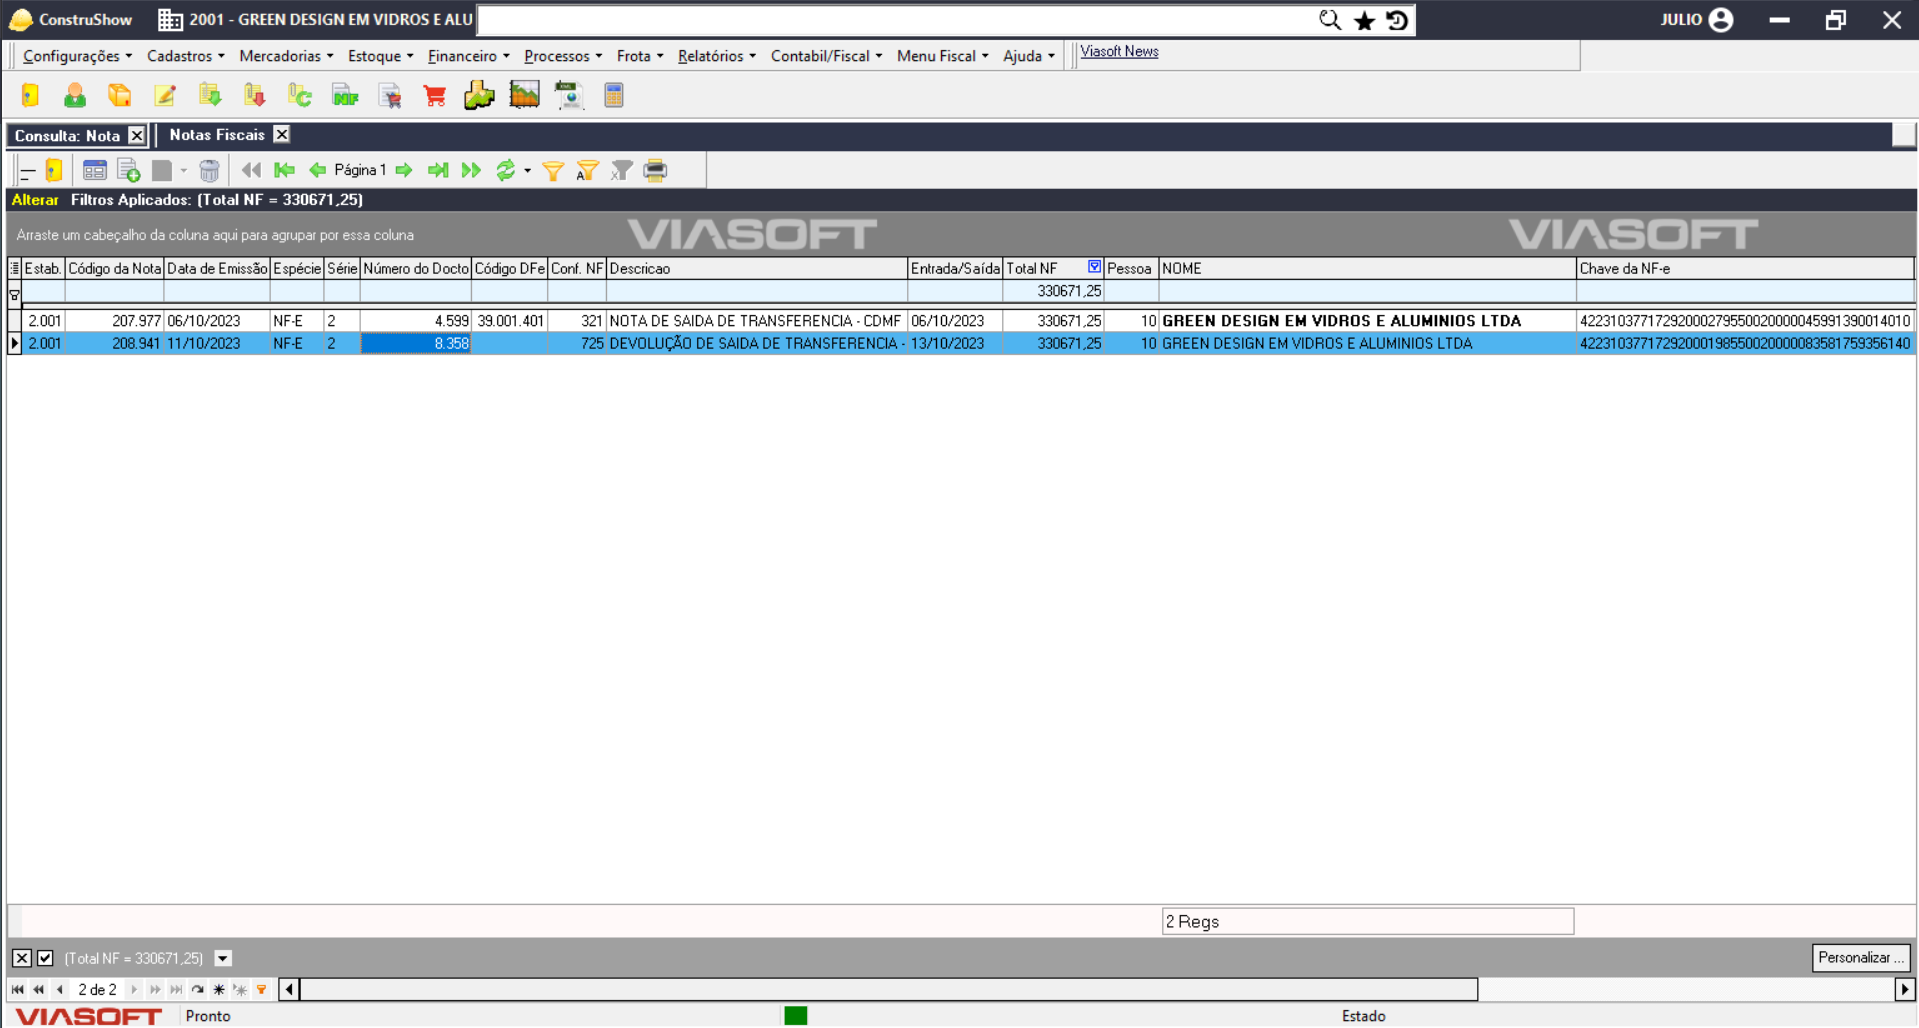 ConstruShow 2001 - GREEN DESIGN EM VIDROS E ALU JULIO
Configurações Cadastros Mercadorias Estoque Financeiro Processos Frota Relatórios Contabil/Fiscal Menu Fiscal Ajuda Viasoft News
Consulta: Nota Notas Fiscais
Página 1
Alterar Filtros Aplicados: (Total NF = 330671,25)
Arraste um cabeçalho da coluna aqui para agrupar por essa coluna VIASOFT VIASOFT
Estab. Código da Nota Data de Emissão Espécie Série Número do Docto Código DFe Conf. NF Descricao Entrada/Saída Total NF Pessoa NOME Chave da NF-e
330671,25
2.001 207.977 06/10/2023 NF-E 2 4.599 39.001.401 321 NOTA DE SAIDA DE TRANSFERENCIA - CDMF 06/10/2023 330671,25 10 GREEN DESIGN EM VIDROS E ALUMINIOS LTDA 42231037717292000279550020000045991390014010
2.001 208.941 11/10/2023 NF-E 2 8.358 725 DEVOLUÇÃO DE SAIDA DE TRANSFERENCIA - 13/10/2023 330671,25 10 GREEN DESIGN EM VIDROS E ALUMINIOS LTDA 42231037717292000198550020000083581759356140
2 Regs
(Total NF = 330671,25) Personalizar ...
2 de 2
VIASOFT Pronto Estado